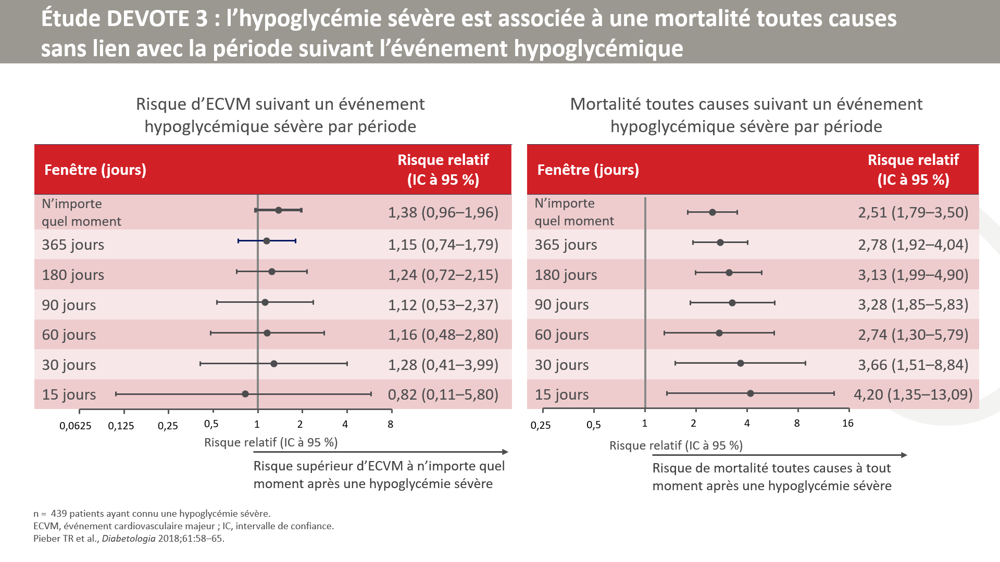 Étude DEVOTE 3 : l’hypoglycémie sévère est associée à une mortalité toutes causes
sans lien avec la période suivant l’événement hypoglycémique
Risque d’ECVM suivant un événement
hypoglycémique sévère par période
Fenêtre (jours)
Risque relatif
(IC à 95 %)
N’importe
quel moment
1,38 (0,96–1,96)
365 jours
1,15 (0,74–1,79)
180 jours
1,24 (0,72–2,15)
90 jours
1,12 (0,53–2,37)
60 jours
1,16 (0,48–2,80)
30 jours
1,28 (0,41–3,99)
15 jours
0,82 (0,11–5,80)
0,0625 0,125 0,25 0,5 1 2 4 8
Risque relatif (IC à 95 %)
Risque supérieur d’ECVM à n’importe quel
moment après une hypoglycémie sévère
Mortalité toutes causes suivant un événement
hypoglycémique sévère par période
Fenêtre (jours)
Risque relatif
(IC à 95 %)
N’importe
quel moment
2,51 (1,79–3,50)
365 jours
2,78 (1,92–4,04)
180 jours
3,13 (1,99–4,90)
90 jours
3,28 (1,85–5,83)
60 jours
2,74 (1,30–5,79)
30 jours
3,66 (1,51–8,84)
15 jours
4,20 (1,35–13,09)
0,25 0,5 1 2 4 8 16
Risque relatif (IC à 95 %)
Risque de mortalité toutes causes à tout
moment après une hypoglycémie sévère
n = 439 patients ayant connu une hypoglycémie sévère.
ECVM, événement cardiovasculaire majeur ; IC, intervalle de confiance.
Pieber TR et al., Diabetologia 2018;61:58–65.